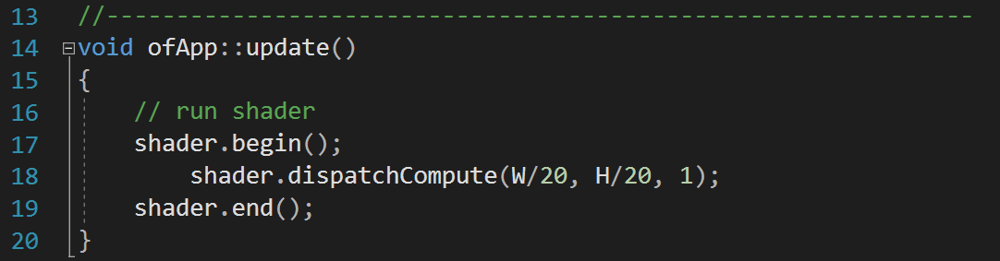 13 //--------------------------------------------------------------
14 void ofApp::update()
15 {
16 // run shader
17 shader.begin();
18 shader.dispatchCompute(W/20, H/20, 1);
19 shader.end();
20 }